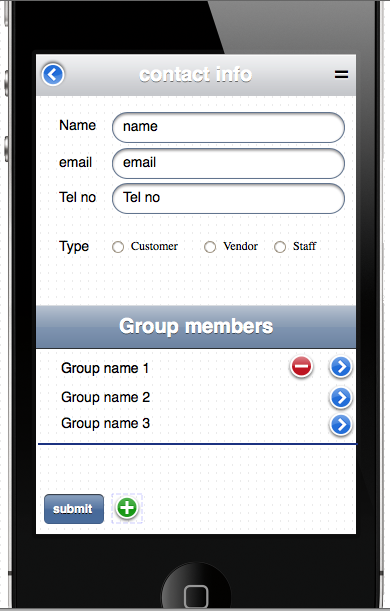 contact info
Name name
email email
Tel no Tel no
Type Customer Vendor Staff
Group members
Group name 1
Group name 2
Group name 3
submit